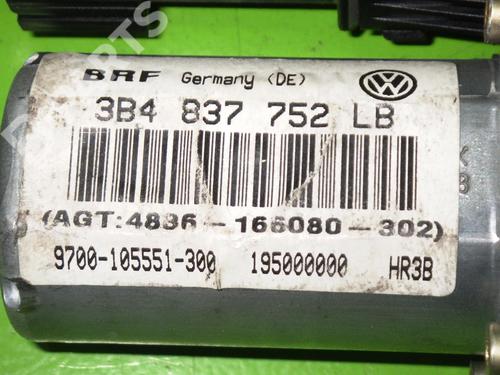 BRF Germany (DE)
3B4 837 752 LB
(AGT:4836-166080-302)
9700-105551-300 195000000 HR3B